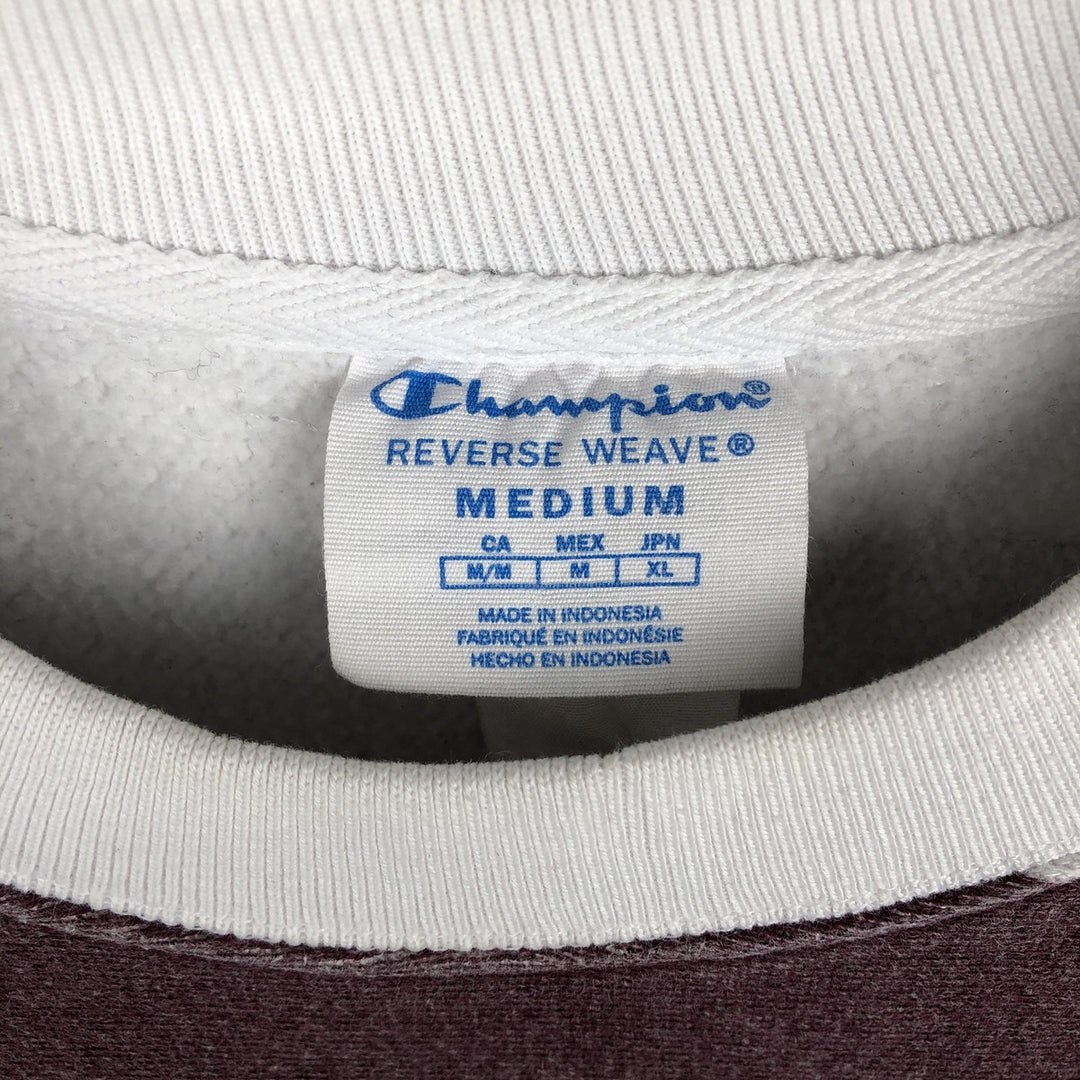 Champion®
REVERSE WEAVE®
MEDIUM
CA MEX JPN
M/M M XL
MADE IN INDONESIA
FABRIQUÉ EN INDONÉSIE
HECHO EN INDONESIA